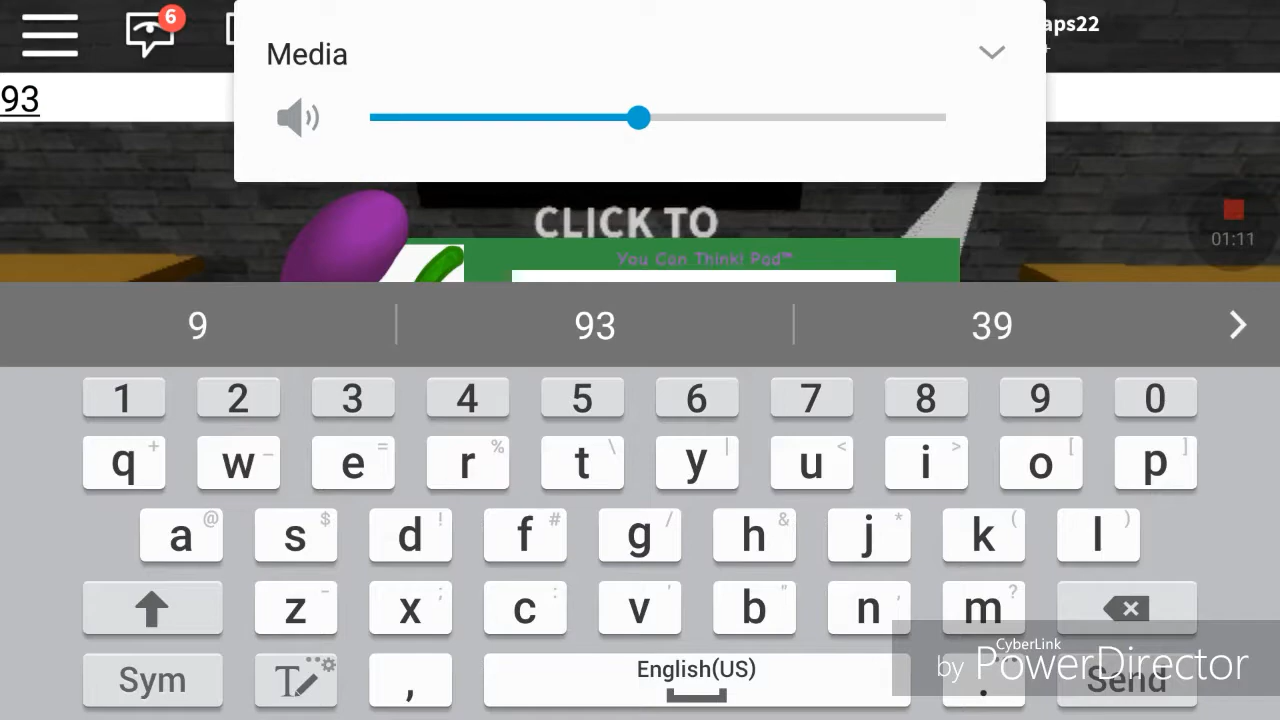 6
aps22
Media
93
CLICK TO
You Can Think! Pad™
01:11
9 93 39
1 2 3 4 5 6 7 8 9 0
q + w _ e = r % t \ y | u < i > o [ p ]
a @ s $ d ! f # g / h & j * k ( l )
z - x ; c : v ' b " n , m ?
CyberLink
by PowerDirector
Sym , English(US) . Send